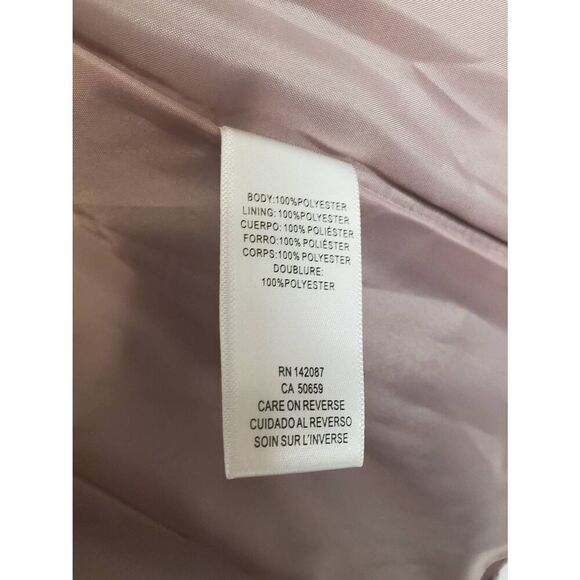 BODY:100%POLYESTER
LINING:100%POLYESTER
CUERPO:100% POLIÉSTER
FORRO:100% POLIÉSTER
CORPS:100% POLYESTER
DOUBLURE:
100%POLYESTER
RN 142087
CA 50659
CARE ON REVERSE
CUIDADO AL REVERSO
SOIN SUR L'INVERSE